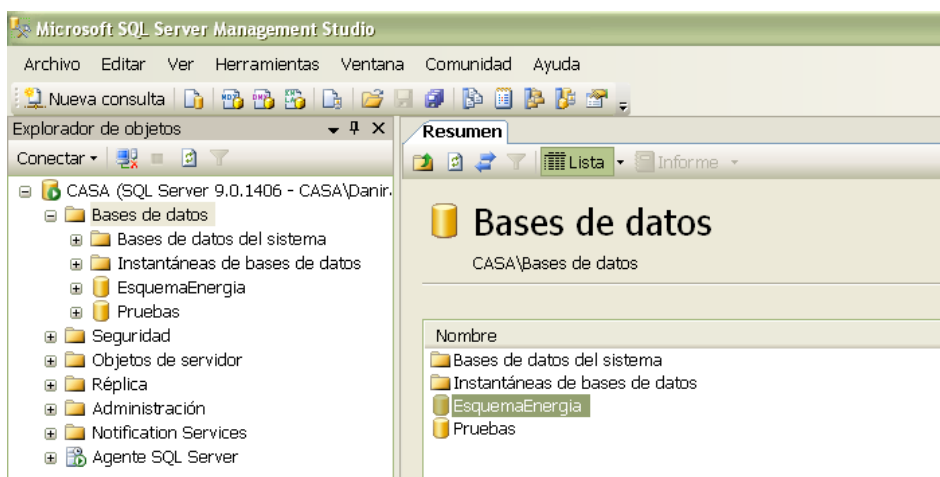 Microsoft SQL Server Management Studio
Archivo Editar Ver Herramientas Ventana Comunidad Ayuda
Nueva consulta
Explorador de objetos
Conectar
CASA (SQL Server 9.0.1406 - CASA\Danir
Bases de datos
Bases de datos del sistema
Instantáneas de bases de datos
EsquemaEnergia
Pruebas
Seguridad
Objetos de servidor
Réplica
Administración
Notification Services
Agente SQL Server
Resumen
Lista Informe
Bases de datos
CASA\Bases de datos
Nombre
Bases de datos del sistema
Instantáneas de bases de datos
EsquemaEnergia
Pruebas